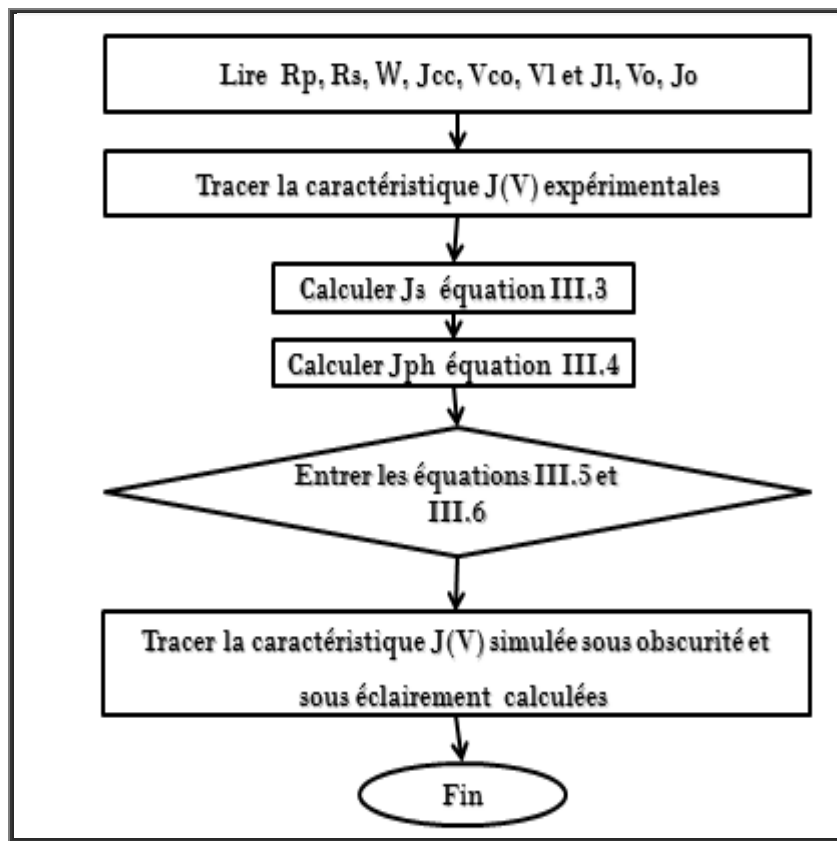 Lire Rp, Rs, W, Jcc, Vco, Vl et Jl, Vo, Jo
Tracer la caractéristique J(V) expérimentales
Calculer Js équation III.3
Calculer Jph équation III.4
Entrer les équations III.5 et
III.6
Tracer la caractéristique J(V) simulée sous obscurité et
sous éclairement calculées
Fin